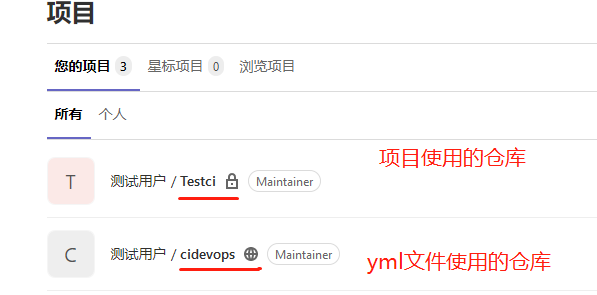 项目
您的项目 3 星标项目 0 浏览项目
所有 个人
项目使用的仓库
T 测试用户 / Testci Maintainer
C 测试用户 / cidevops Maintainer
yml文件使用的仓库